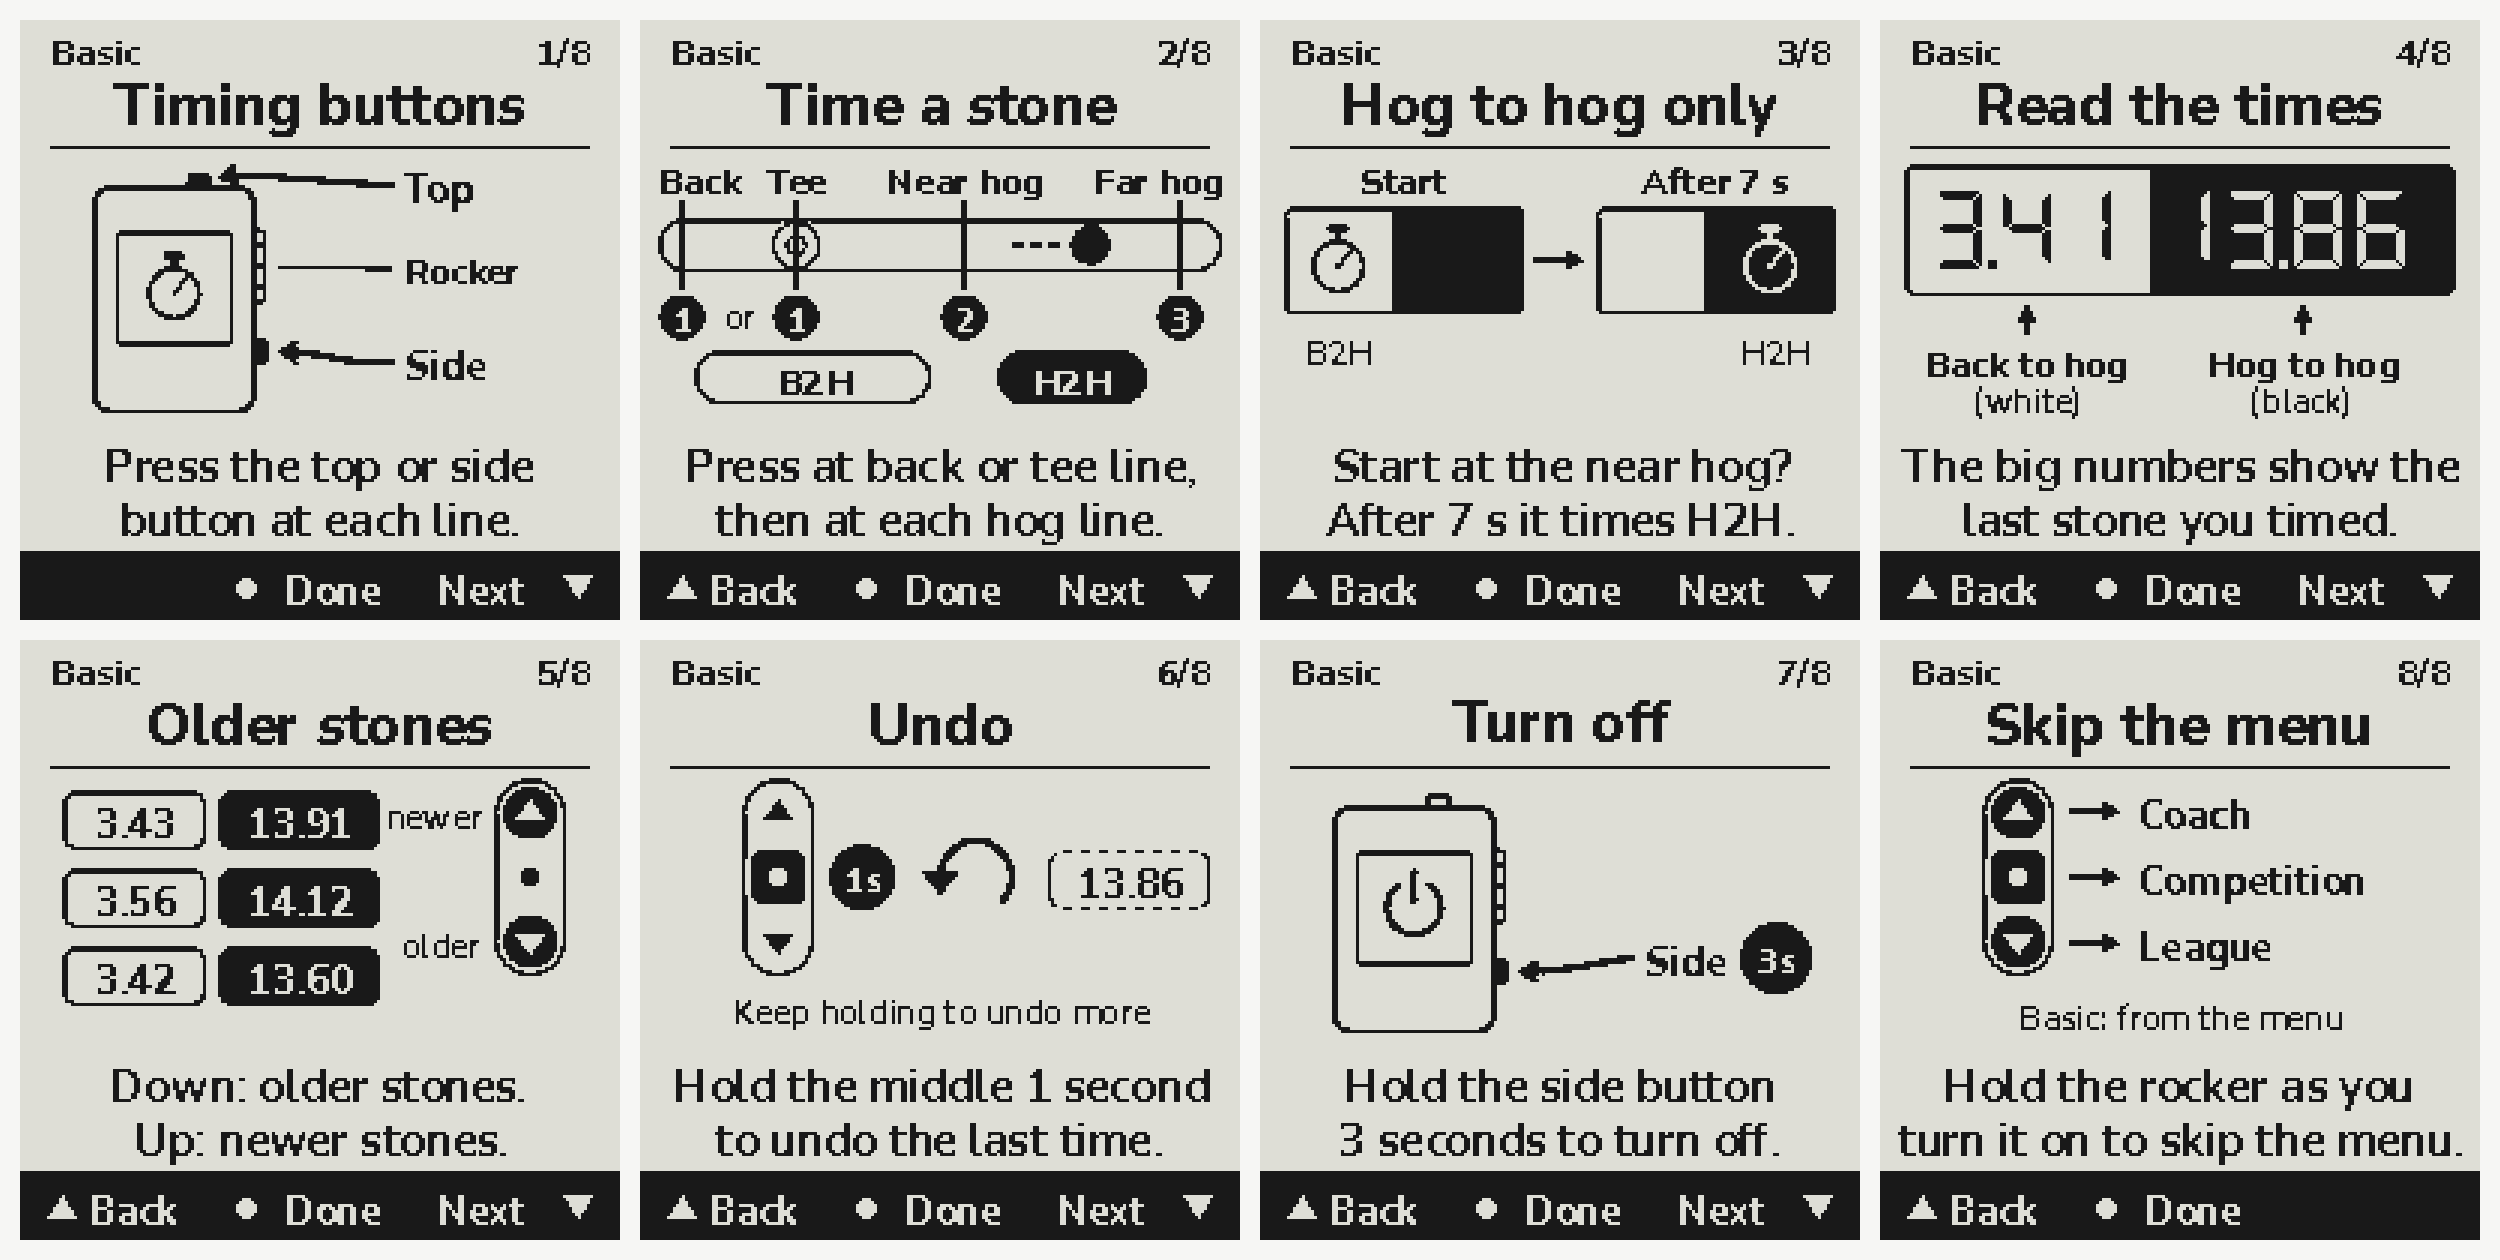 Basic 1/8
Timing buttons
Top
Rocker
Side
Press the top or side
button at each line.
Done Next
Basic 2/8
Time a stone
Back Tee Near hog Far hog
1 or 1 2 3
B2H H2H
Press at back or tee line,
then at each hog line.
Back Done Next
Basic 3/8
Hog to hog only
Start After 7 s
B2H H2H
Start at the near hog?
After 7 s it times H2H.
Back Done Next
Basic 4/8
Read the times
3.41 13.86
Back to hog Hog to hog
(white) (black)
The big numbers show the
last stone you timed.
Back Done Next
Basic 5/8
Older stones
3.43 13.91 newer
3.56 14.12
older
3.42 13.60
Down: older stones.
Up: newer stones.
Back Done Next
Basic 6/8
Undo
1s 13.86
Keep holding to undo more
Hold the middle 1 second
to undo the last time.
Back Done Next
Basic 7/8
Turn off
Side 3s
Hold the side button
3 seconds to turn off.
Back Done Next
Basic 8/8
Skip the menu
Coach
Competition
League
Basic: from the menu
Hold the rocker as you
turn it on to skip the menu.
Back Done